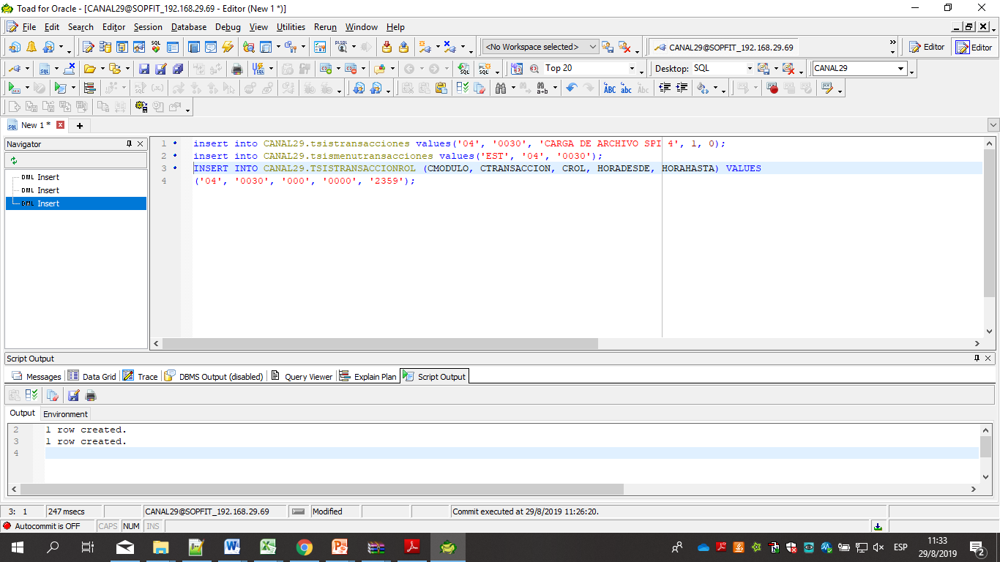 Toad for Oracle - [CANAL29@SOPFIT_192.168.29.69 - Editor (New 1 *)]
File Edit Search Editor Session Database Debug View Utilities Rerun Window Help
<No Workspace selected> CANAL29@SOPFIT_192.168.29.69 » Editor Editor
Top 20 Desktop: SQL CANAL29
New 1 *
Navigator
1 insert into CANAL29.tsistransacciones values('04', '0030', 'CARGA DE ARCHIVO SPI 4', 1, 0);
2 insert into CANAL29.tsismenutransacciones values('EST', '04', '0030');
3 INSERT INTO CANAL29.TSISTRANSACCIONROL (CMODULO, CTRANSACCION, CROL, HORADESDE, HORAHASTA) VALUES
4 ('04', '0030', '000', '0000', '2359');
DML Insert
DML Insert
DML Insert
Script Output
Messages Data Grid Trace DBMS Output (disabled) Query Viewer Explain Plan Script Output
Output Environment
2 1 row created.
3 1 row created.
4
3: 1 247 msecs CANAL29@SOPFIT_192.168.29.69 Modified Commit executed at 29/8/2019 11:26:20.
Autocommit is OFF CAPS NUM INS
ESP 11:33
29/8/2019 2